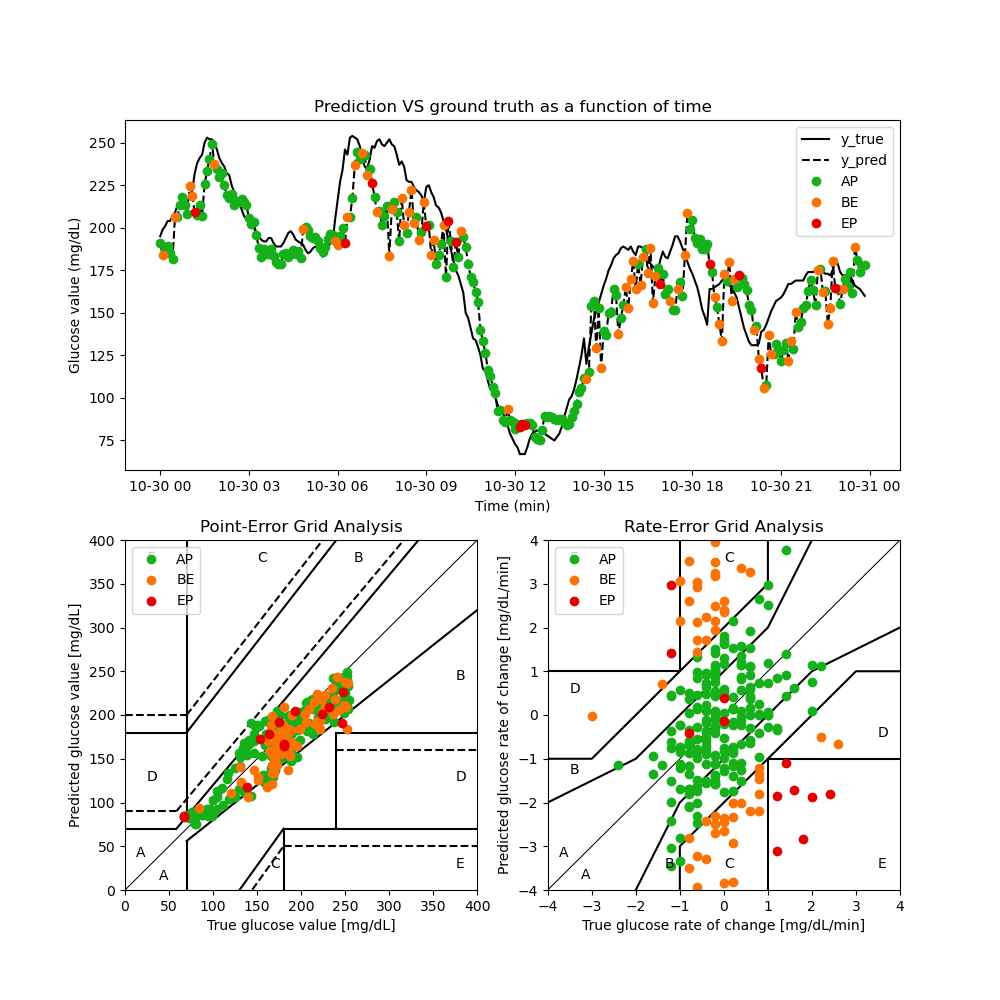 Prediction VS ground truth as a function of time
Glucose value (mg/dL)
250
225
200
175
150
125
100
75
y_true
y_pred
AP
BE
EP
10-30 00 10-30 03 10-30 06 10-30 09 10-30 12 10-30 15 10-30 18 10-30 21 10-31 00
Time (min)
Point-Error Grid Analysis
Predicted glucose value [mg/dL]
400
350
300
250
200
150
100
50
0
AP
BE
EP
C
B
B
D
D
A
A
C
E
0 50 100 150 200 250 300 350 400
True glucose value [mg/dL]
Rate-Error Grid Analysis
Predicted glucose rate of change [mg/dL/min]
4
3
2
1
0
−1
−2
−3
−4
AP
BE
EP
C
D
D
B
A
A
B
C
E
−4 −3 −2 −1 0 1 2 3 4
True glucose rate of change [mg/dL/min]